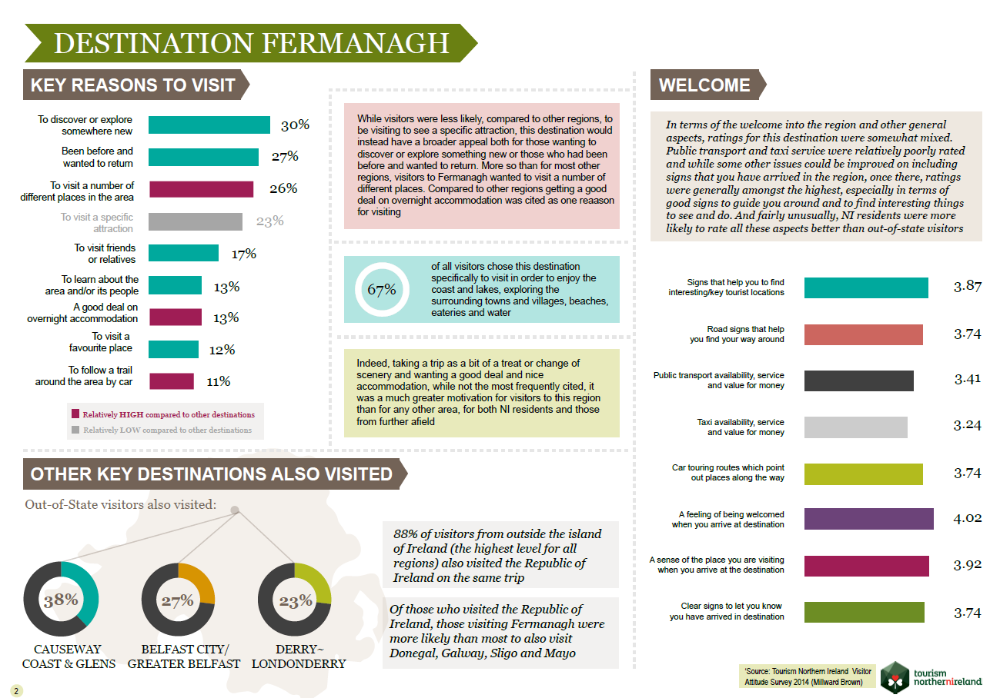 DESTINATION FERMANAGH
KEY REASONS TO VISIT
To discover or explore
somewhere new
30%
Been before and
wanted to return
27%
To visit a number of
different places in the area
26%
To visit a specific
attraction
23%
To visit friends
or relatives
17%
To learn about the
area and/or its people
13%
A good deal on
overnight accommodation
13%
To visit a
favourite place
12%
To follow a trail
around the area by car
11%
Relatively HIGH compared to other destinations
Relatively LOW compared to other destinations
While visitors were less likely, compared to other regions, to
be visiting to see a specific attraction, this destination would
instead have a broader appeal both for those wanting to
discover or explore something new or those who had been
before and wanted to return. More so than for most other
regions, visitors to Fermanagh wanted to visit a number of
different places. Compared to other regions getting a good
deal on overnight accommodation was cited as one reaason
for visiting
67%
of all visitors chose this destination
specifically to visit in order to enjoy the
coast and lakes, exploring the
surrounding towns and villages, beaches,
eateries and water
Indeed, taking a trip as a bit of a treat or change of
scenery and wanting a good deal and nice
accommodation, while not the most frequently cited, it
was a much greater motivation for visitors to this region
than for any other area, for both NI residents and those
from further afield
OTHER KEY DESTINATIONS ALSO VISITED
Out-of-State visitors also visited:
38%
CAUSEWAY
COAST & GLENS
27%
BELFAST CITY/
GREATER BELFAST
23%
DERRY~
LONDONDERRY
88% of visitors from outside the island
of Ireland (the highest level for all
regions) also visited the Republic of
Ireland on the same trip
Of those who visited the Republic of
Ireland, those visiting Fermanagh were
more likely than most to also visit
Donegal, Galway, Sligo and Mayo
WELCOME
In terms of the welcome into the region and other general
aspects, ratings for this destination were somewhat mixed.
Public transport and taxi service were relatively poorly rated
and while some other issues could be improved on including
signs that you have arrived in the region, once there, ratings
were generally amongst the highest, especially in terms of
good signs to guide you around and to find interesting things
to see and do. And fairly unusually, NI residents were more
likely to rate all these aspects better than out-of-state visitors
Signs that help you to find
interesting/key tourist locations
3.87
Road signs that help
you find your way around
3.74
Public transport availability, service
and value for money
3.41
Taxi availability, service
and value for money
3.24
Car touring routes which point
out places along the way
3.74
A feeling of being welcomed
when you arrive at destination
4.02
A sense of the place you are visiting
when you arrive at the destination
3.92
Clear signs to let you know
you have arrived in destination
3.74
'Source: Tourism Northern Ireland Visitor
Attitude Survey 2014 (Millward Brown)
tourism
northernireland
2